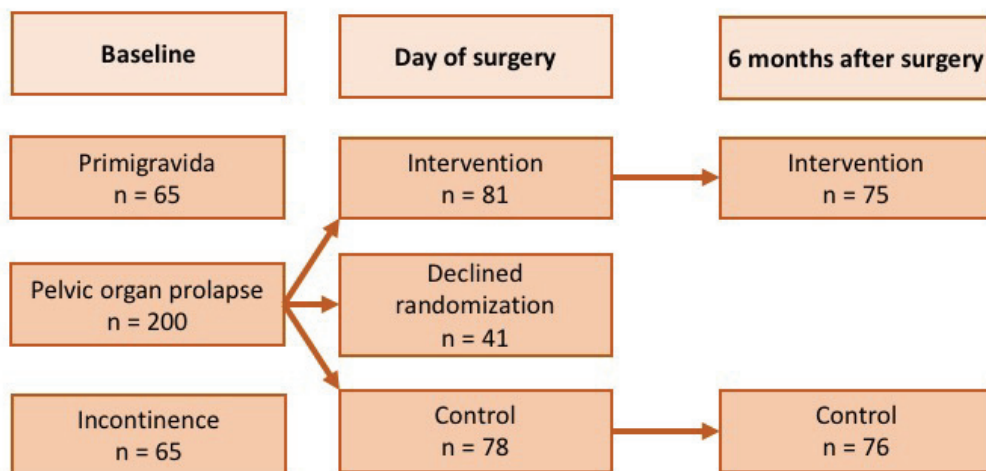 Baseline
Day of surgery
6 months after surgery
Primigravida
n = 65
Intervention
n = 81
Intervention
n = 75
Pelvic organ prolapse
n = 200
Declined
randomization
n = 41
Incontinence
n = 65
Control
n = 78
Control
n = 76